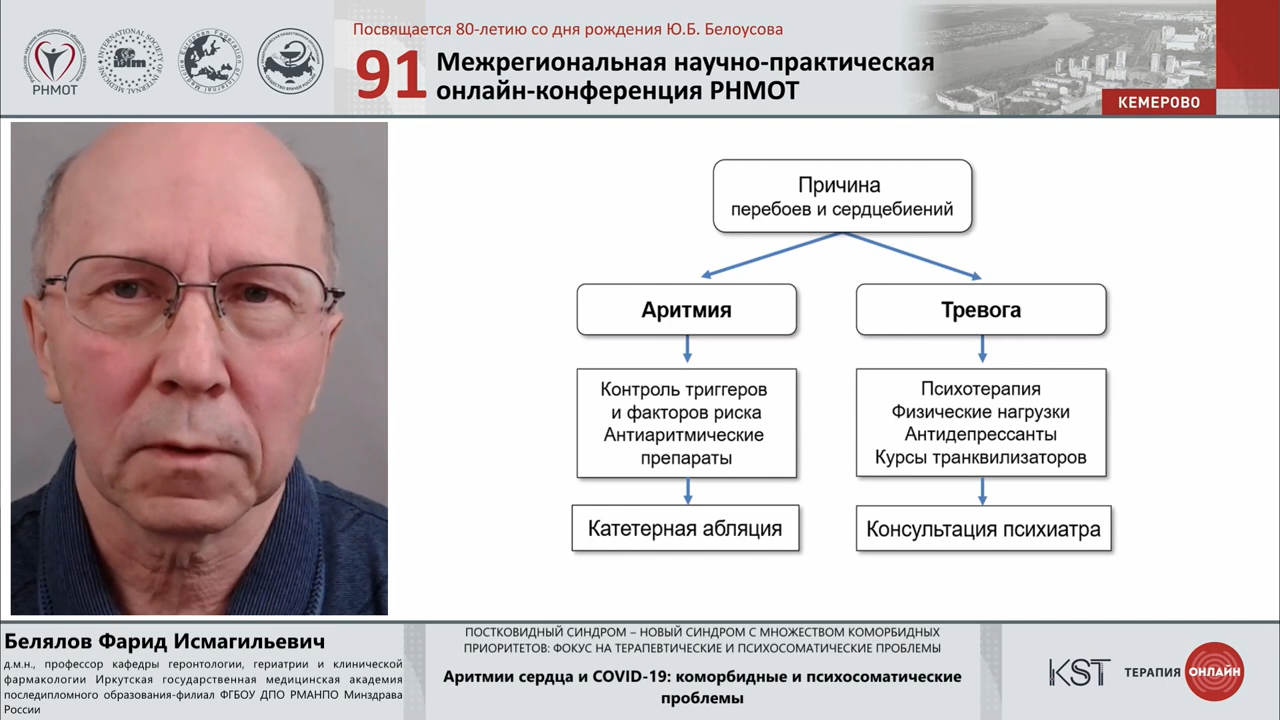 Посвящается 80-летию со дня рождения Ю.Б. Белоусова
РНМОТ
91
Межрегиональная научно-практическая
онлайн-конференция РНМОТ
КЕМЕРОВО
Причина
перебоев и сердцебиений
Аритмия
Тревога
Контроль триггеров
и факторов риска
Антиаритмические
препараты
Психотерапия
Физические нагрузки
Антидепрессанты
Курсы транквилизаторов
Катетерная абляция
Консультация психиатра
Белялов Фарид Исмагильевич
д.м.н., профессор кафедры геронтологии, гериатрии и клинической
фармакологии Иркутская государственная медицинская академия
последипломного образования-филиал ФГБОУ ДПО РМАНПО Минздрава
России
ПОСТКОВИДНЫЙ СИНДРОМ – НОВЫЙ СИНДРОМ С МНОЖЕСТВОМ КОМОРБИДНЫХ
ПРИОРИТЕТОВ: ФОКУС НА ТЕРАПЕВТИЧЕСКИЕ И ПСИХОСОМАТИЧЕСКИЕ ПРОБЛЕМЫ
Аритмии сердца и COVID-19: коморбидные и психосоматические
проблемы
KST
ТЕРАПИЯ ОНЛАЙН